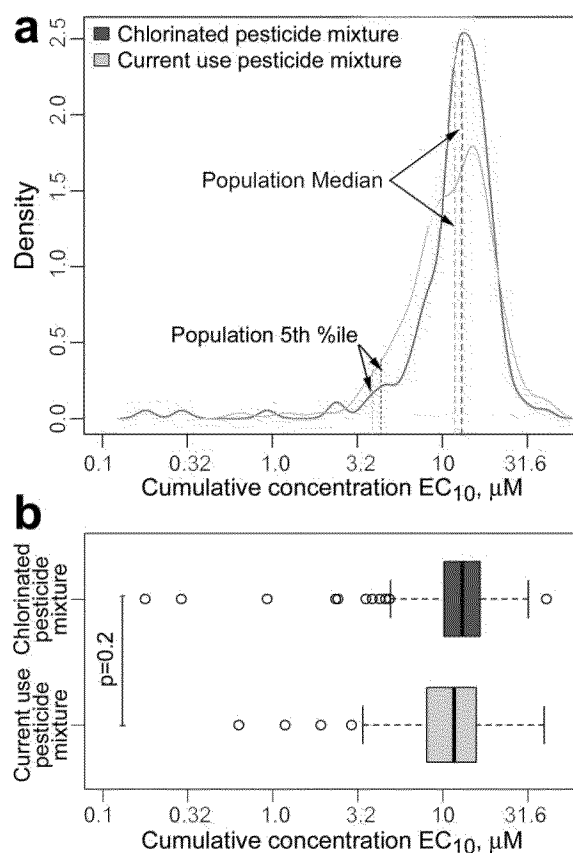 a
Chlorinated pesticide mixture
Current use pesticide mixture
Density
2.5
2.0
1.5
1.0
0.5
0.0
Population Median
Population 5th %ile
0.1 0.32 1.0 3.2 10 31.6
Cumulative concentration EC10, μM
b
Chlorinated
pesticide
mixture
Current use
pesticide
mixture
p=0.2
0.1 0.32 1.0 3.2 10 31.6
Cumulative concentration EC10, μM